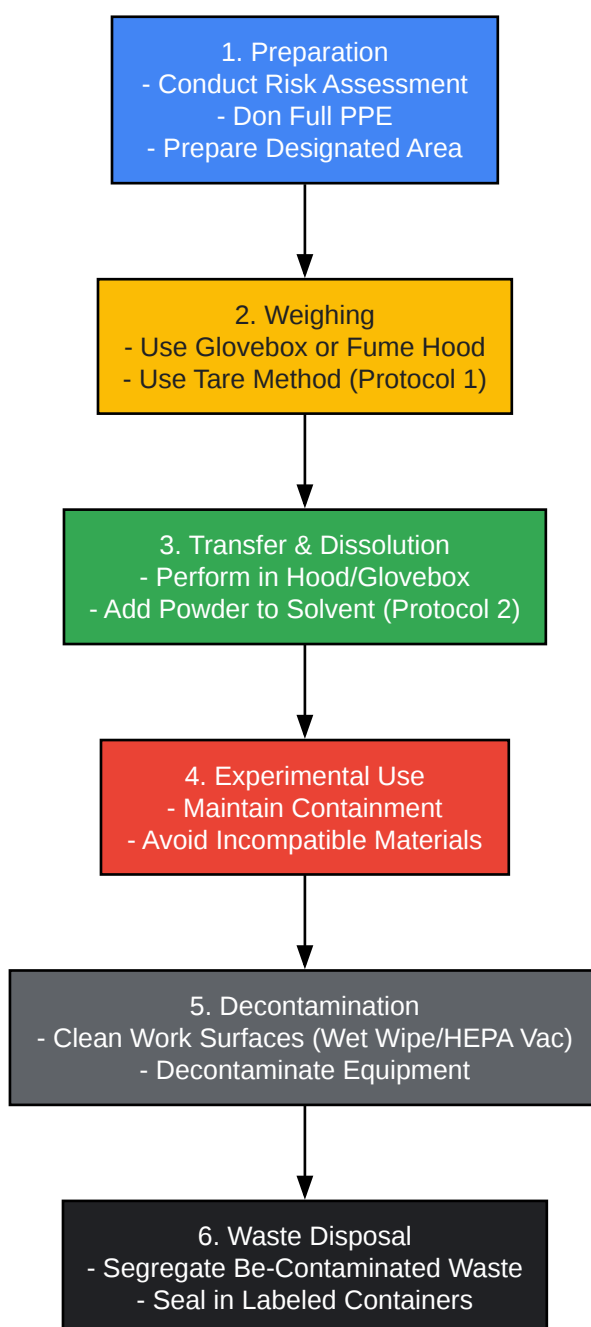 1. Preparation
- Conduct Risk Assessment
- Don Full PPE
- Prepare Designated Area
2. Weighing
- Use Glovebox or Fume Hood
- Use Tare Method (Protocol 1)
3. Transfer & Dissolution
- Perform in Hood/Glovebox
- Add Powder to Solvent (Protocol 2)
4. Experimental Use
- Maintain Containment
- Avoid Incompatible Materials
5. Decontamination
- Clean Work Surfaces (Wet Wipe/HEPA Vac)
- Decontaminate Equipment
6. Waste Disposal
- Segregate Be-Contaminated Waste
- Seal in Labeled Containers